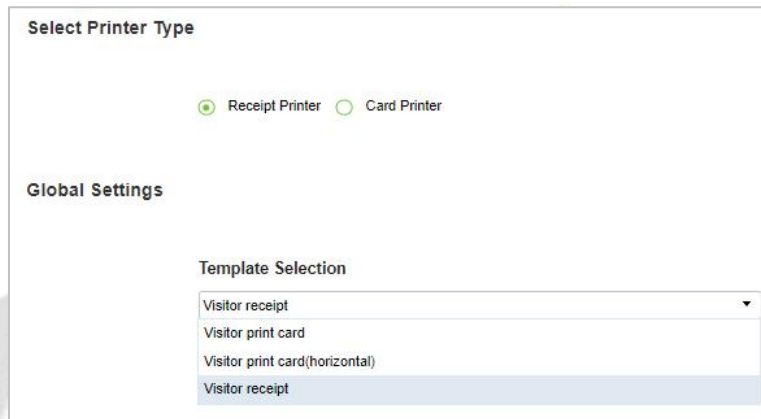 Select Printer Type
Receipt Printer Card Printer
Global Settings
Template Selection
Visitor receipt
Visitor print card
Visitor print card(horizontal)
Visitor receipt